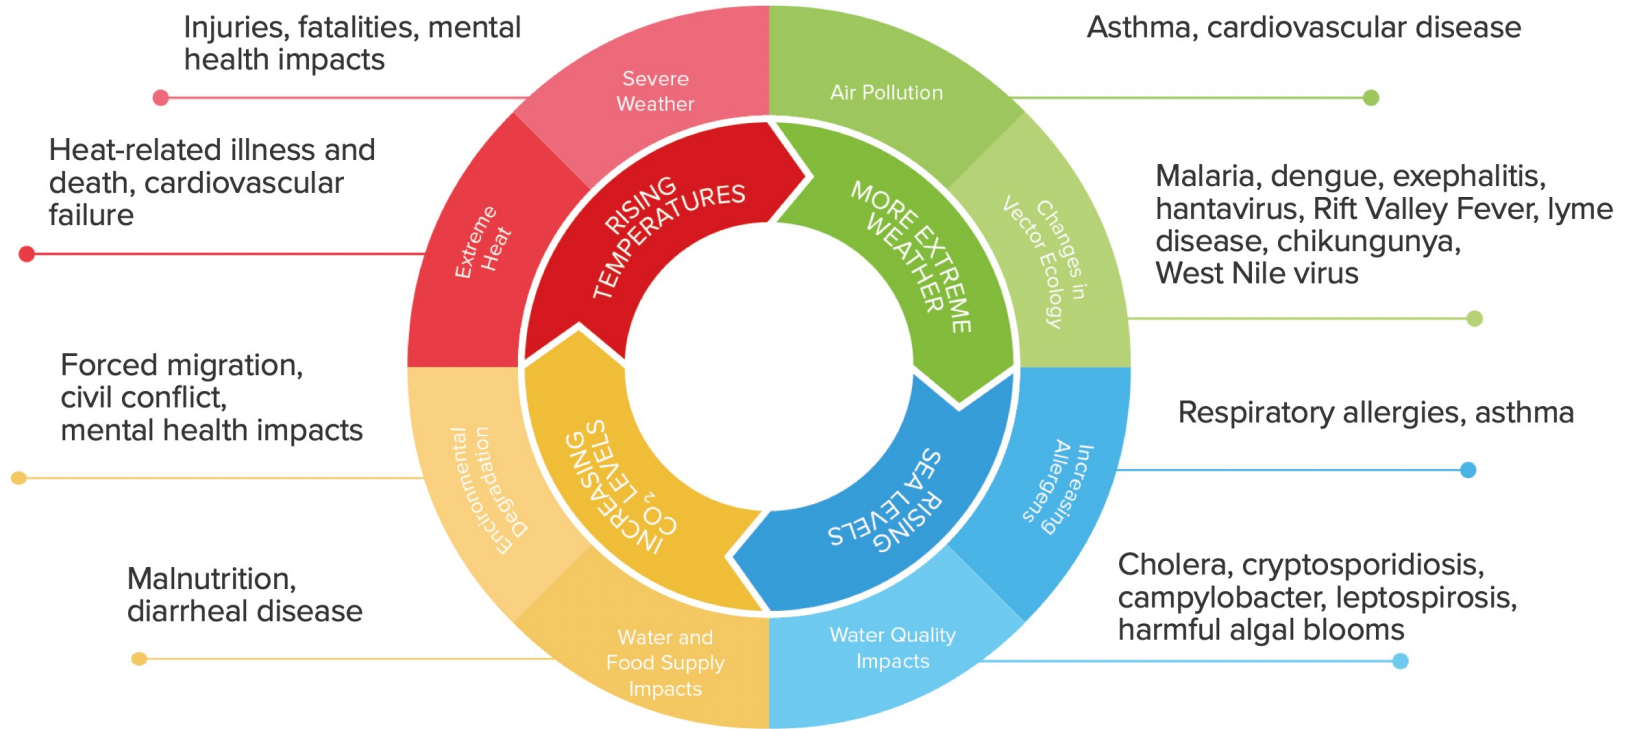 Injuries, fatalities, mental
health impacts
Asthma, cardiovascular disease
Severe
Weather
Air Pollution
Heat-related illness and
death, cardiovascular
failure
Extreme
Heat
RISING
TEMPERATURES
MORE EXTREME
WEATHER
Changes in
Vector Ecology
Malaria, dengue, exephalitis,
hantavirus, Rift Valley Fever, lyme
disease, chikungunya,
West Nile virus
Forced migration,
civil conflict,
mental health impacts
Encironmental
Degradation
INCREASING
CO₂ LEVELS
RISING
SEA LEVELS
Increasing
Allergens
Respiratory allergies, asthma
Malnutrition,
diarrheal disease
Water and
Food Supply
Impacts
Water Quality
Impacts
Cholera, cryptosporidiosis,
campylobacter, leptospirosis,
harmful algal blooms